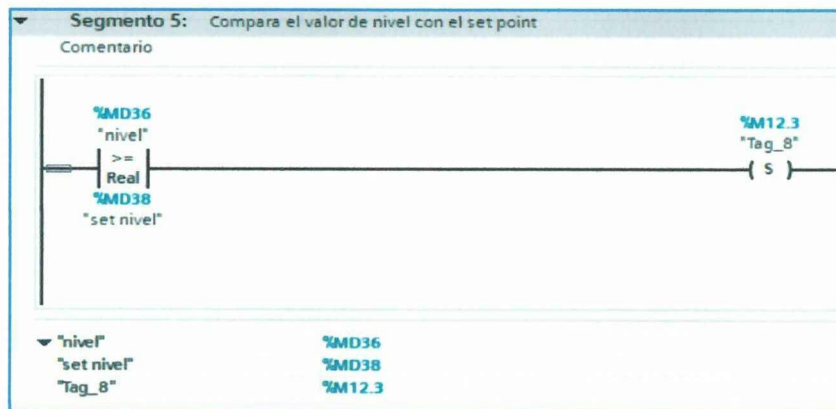 Segmento 5: Compara el valor de nivel con el set point
Comentario
%MD36
"nivel"
>=
Real
%MD38
"set nivel"
%M12.3
"Tag_8"
( S )
"nivel" %MD36
"set nivel" %MD38
"Tag_8" %M12.3